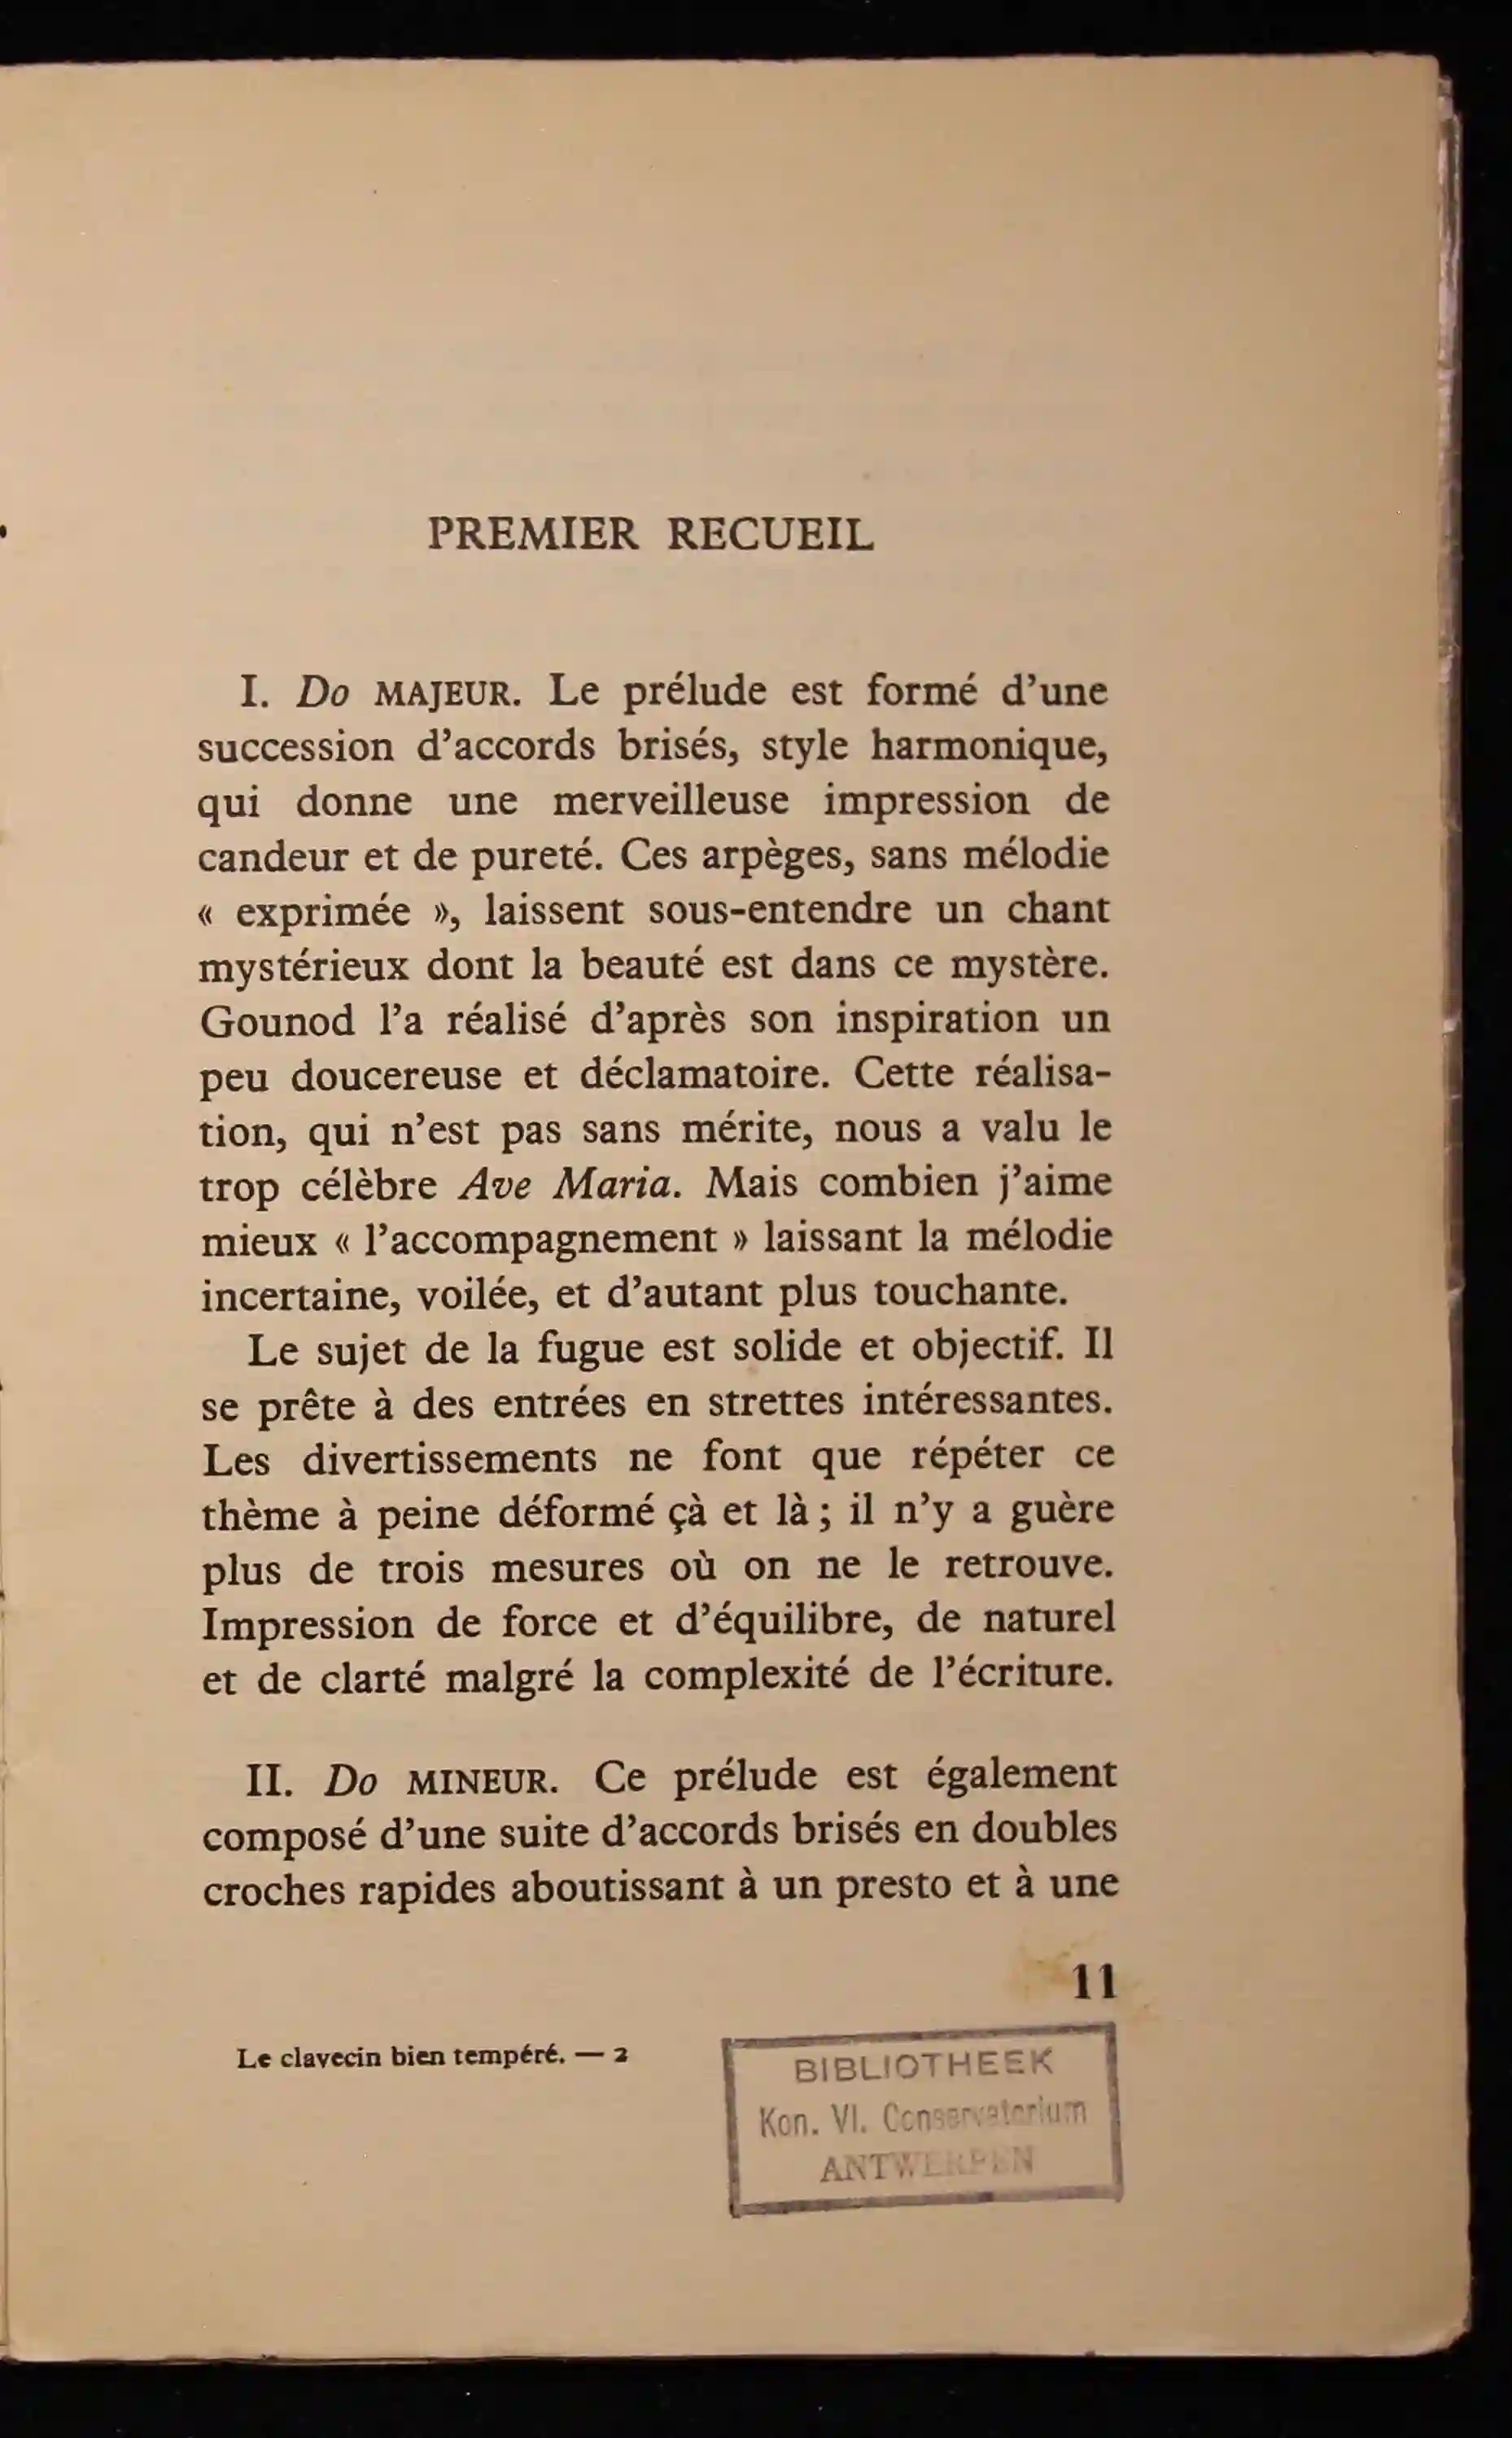 PREMIER RECUEIL
I. Do MAJEUR. Le prélude est formé d’une
succession d’accords brisés, style harmonique,
qui donne une merveilleuse impression de
candeur et de pureté. Ces arpèges, sans mélodie
« exprimée », laissent sous-entendre un chant
mystérieux dont la beauté est dans ce mystère.
Gounod l’a réalisé d’après son inspiration un
peu doucereuse et déclamatoire. Cette réalisa-
tion, qui n’est pas sans mérite, nous a valu le
trop célèbre Ave Maria. Mais combien j’aime
mieux « l’accompagnement » laissant la mélodie
incertaine, voilée, et d’autant plus touchante.
Le sujet de la fugue est solide et objectif. Il
se prête à des entrées en strettes intéressantes.
Les divertissements ne font que répéter ce
thème à peine déformé çà et là ; il n’y a guère
plus de trois mesures où on ne le retrouve.
Impression de force et d’équilibre, de naturel
et de clarté malgré la complexité de l’écriture.
II. Do MINEUR. Ce prélude est également
composé d’une suite d’accords brisés en doubles
croches rapides aboutissant à un presto et à une
11
Le clavecin bien tempéré. — 2
BIBLIOTHEEK
Kon. Vl. Conservatorium
ANTWERPEN